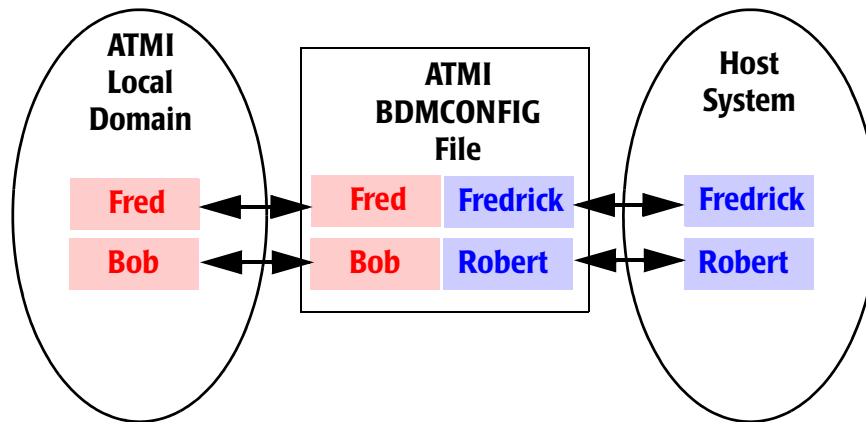 ATMI
Local
Domain
ATMI
BDMCONFIG
File
Host
System
Fred
Fred
Fredrick
Fredrick
Bob
Bob
Robert
Robert